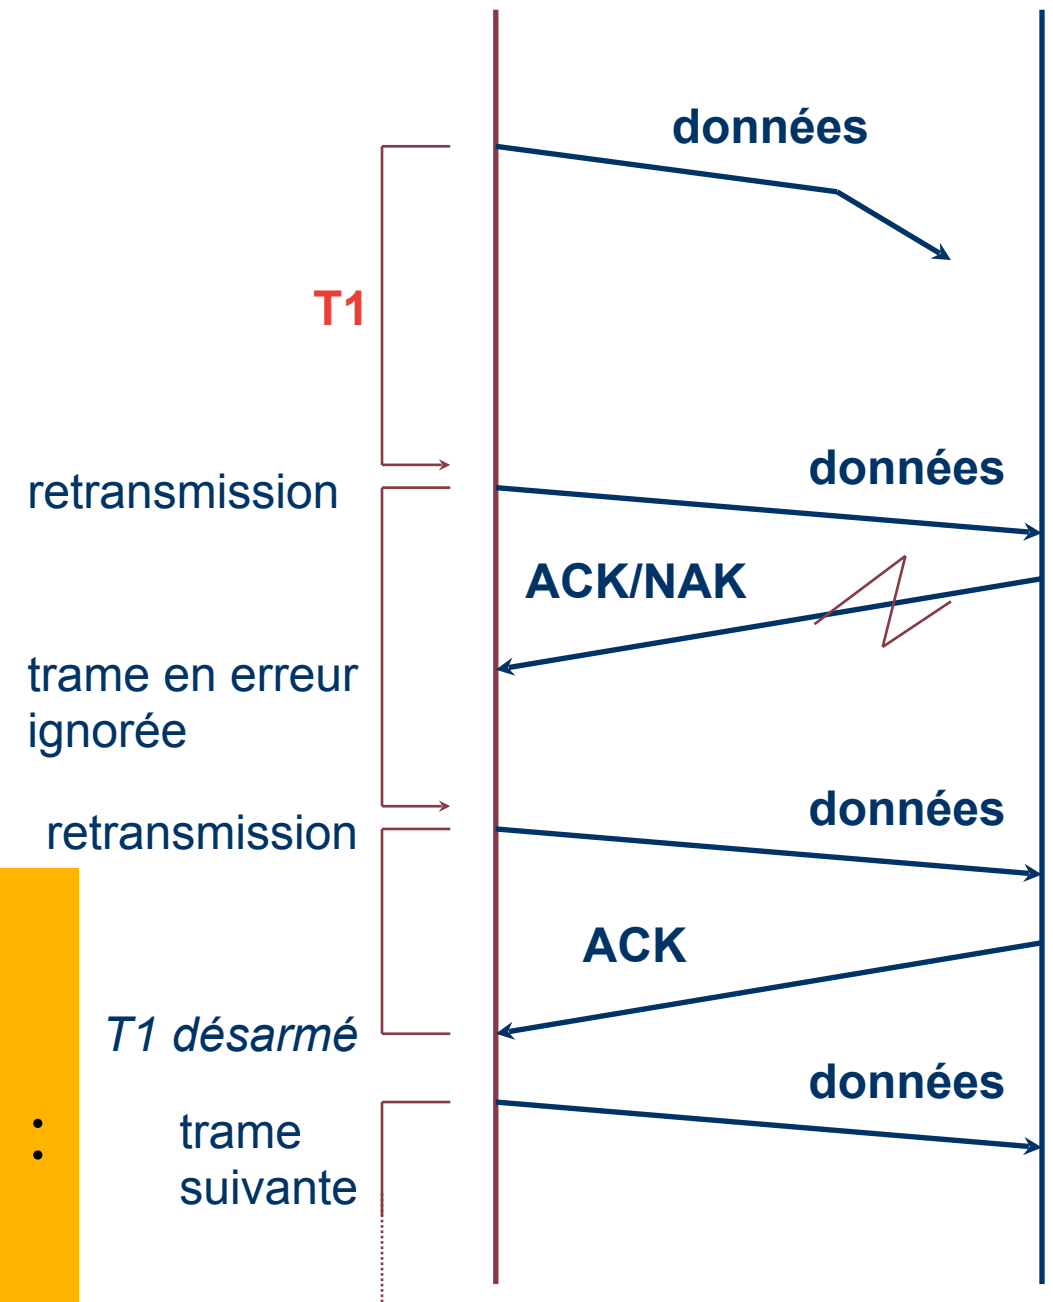 données
T1
données
retransmission
ACK/NAK
trame en erreur
ignorée
données
retransmission
ACK
T1 désarmé
données
trame
suivante
: